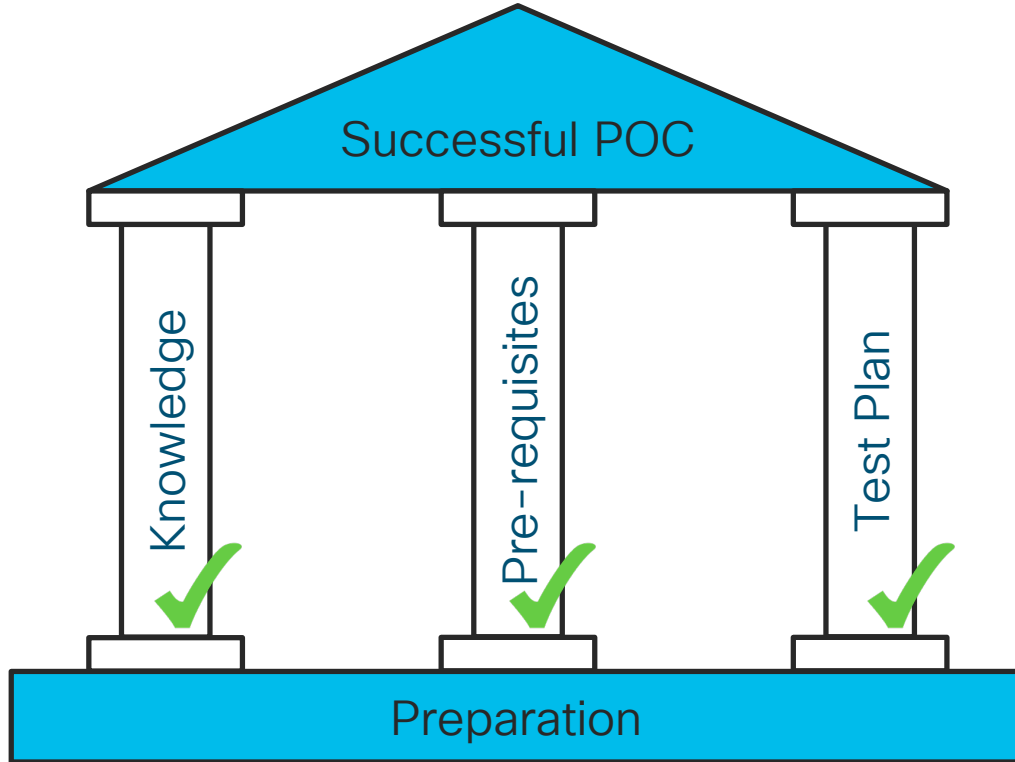 Successful POC
Knowledge
Pre-requisites
Test Plan
Preparation